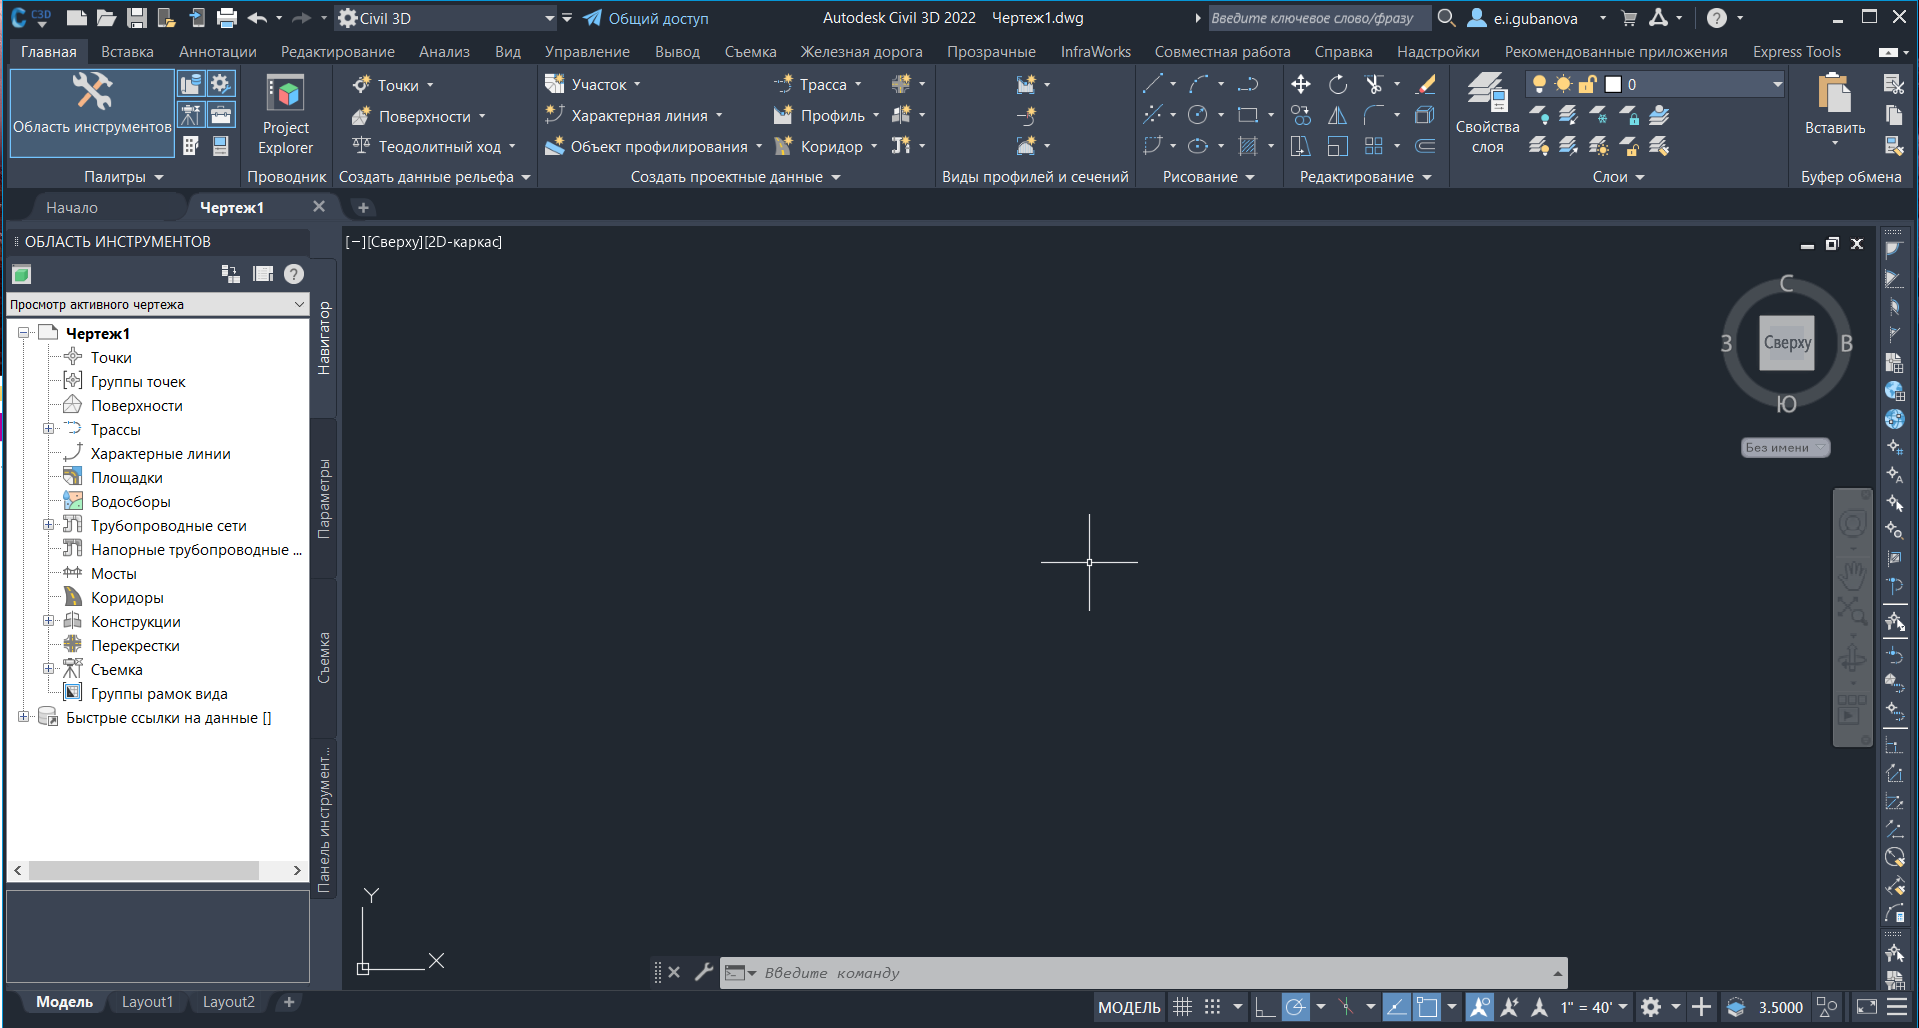 C3D
Civil 3D
Общий доступ
Autodesk Civil 3D 2022 Чертеж1.dwg
Введите ключевое слово/фразу
e.i.gubanova
Главная Вставка Аннотации Редактирование Анализ Вид Управление Вывод Съемка Железная дорога Прозрачные InfraWorks Совместная работа Справка Надстройки Рекомендованные приложения Express Tools
Область инструментов
Палитры
Project
Explorer
Проводник
Точки
Поверхности
Теодолитный ход
Создать данные рельефа
Участок
Характерная линия
Объект профилирования
Трасса
Профиль
Коридор
Создать проектные данные
Виды профилей и сечений
Рисование
Редактирование
Свойства
слоя
0
Слои
Вставить
Буфер обмена
Начало
Чертеж1
ОБЛАСТЬ ИНСТРУМЕНТОВ
Просмотр активного чертежа
Чертеж1
Точки
Группы точек
Поверхности
Трассы
Характерные линии
Площадки
Водосборы
Трубопроводные сети
Напорные трубопроводные ...
Мосты
Коридоры
Конструкции
Перекрестки
Съемка
Группы рамок вида
Быстрые ссылки на данные []
Навигатор
Параметры
Съемка
Панель инструмент...
[−][Сверху][2D-каркас]
С
З
Сверху
В
Ю
Без имени
Y
X
Введите команду
Модель Layout1 Layout2
МОДЕЛЬ
1" = 40'
3.5000